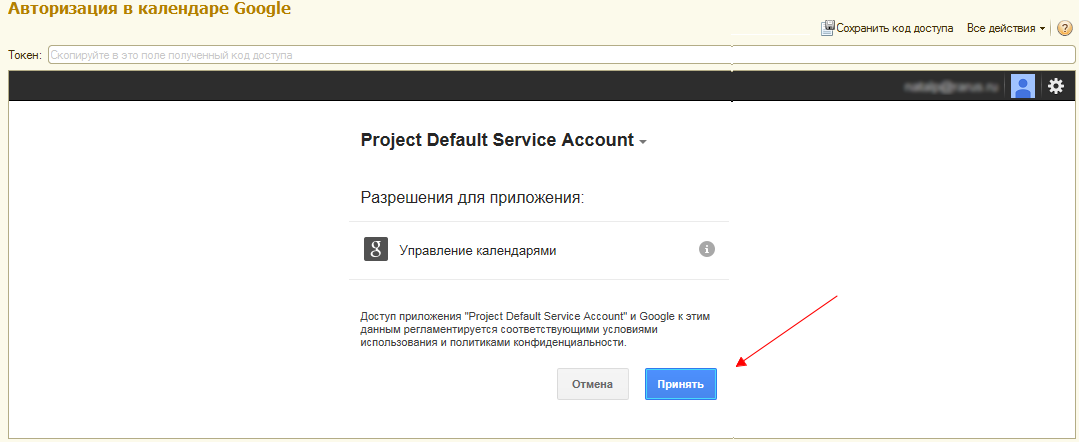 Авторизация в календаре Google
Сохранить код доступа Все действия ?
Токен: Скопируйте в это поле полученный код доступа
Project Default Service Account
Разрешения для приложения:
g Управление календарями i
Доступ приложения "Project Default Service Account" и Google к этим
данным регламентируется соответствующими условиями
использования и политиками конфиденциальности.
Отмена Принять